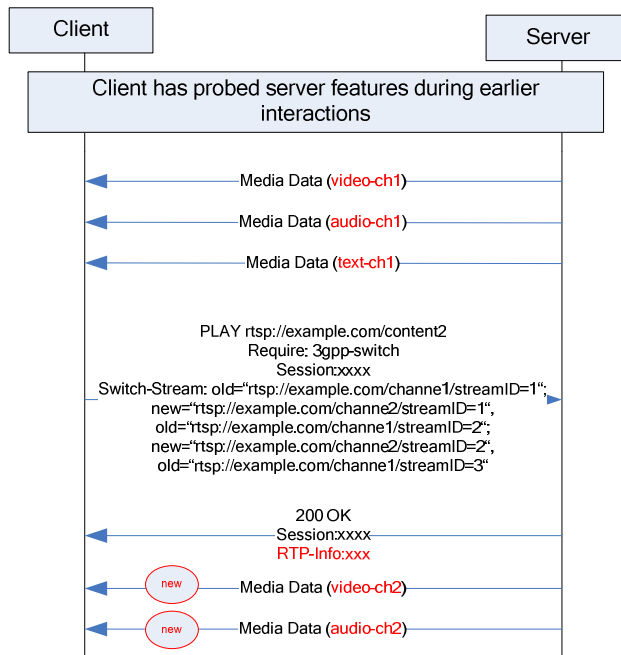 Client
Server
Client has probed server features during earlier
interactions
Media Data (video-ch1)
Media Data (audio-ch1)
Media Data (text-ch1)
PLAY rtsp://example.com/content2
Require: 3gpp-switch
Session:xxxx
Switch-Stream: old=“rtsp://example.com/channe1/streamID=1“;
new=“rtsp://example.com/channe2/streamID=1“,
old=“rtsp://example.com/channe1/streamID=2“;
new=“rtsp://example.com/channe2/streamID=2“,
old=“rtsp://example.com/channe1/streamID=3“
200 OK
Session:xxxx
RTP-Info:xxx
new
Media Data (video-ch2)
new
Media Data (audio-ch2)